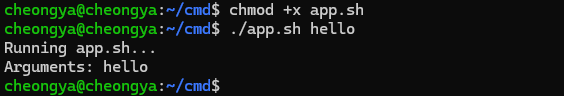 cheongya@cheongya:~/cmd$ chmod +x app.sh
cheongya@cheongya:~/cmd$ ./app.sh hello
Running app.sh...
Arguments: hello
cheongya@cheongya:~/cmd$